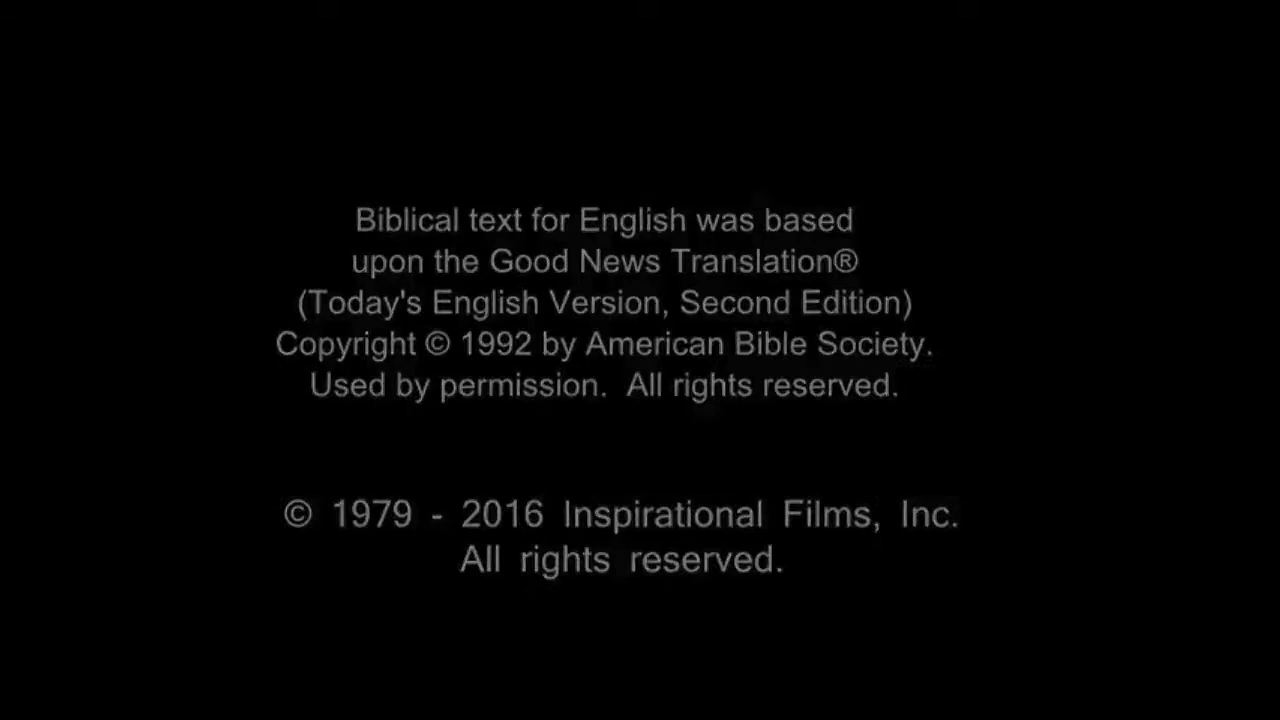 Biblical text for English was based
upon the Good News Translation®
(Today's English Version, Second Edition)
Copyright © 1992 by American Bible Society.
Used by permission.  All rights reserved.
© 1979 - 2016 Inspirational Films, Inc.
All rights reserved.